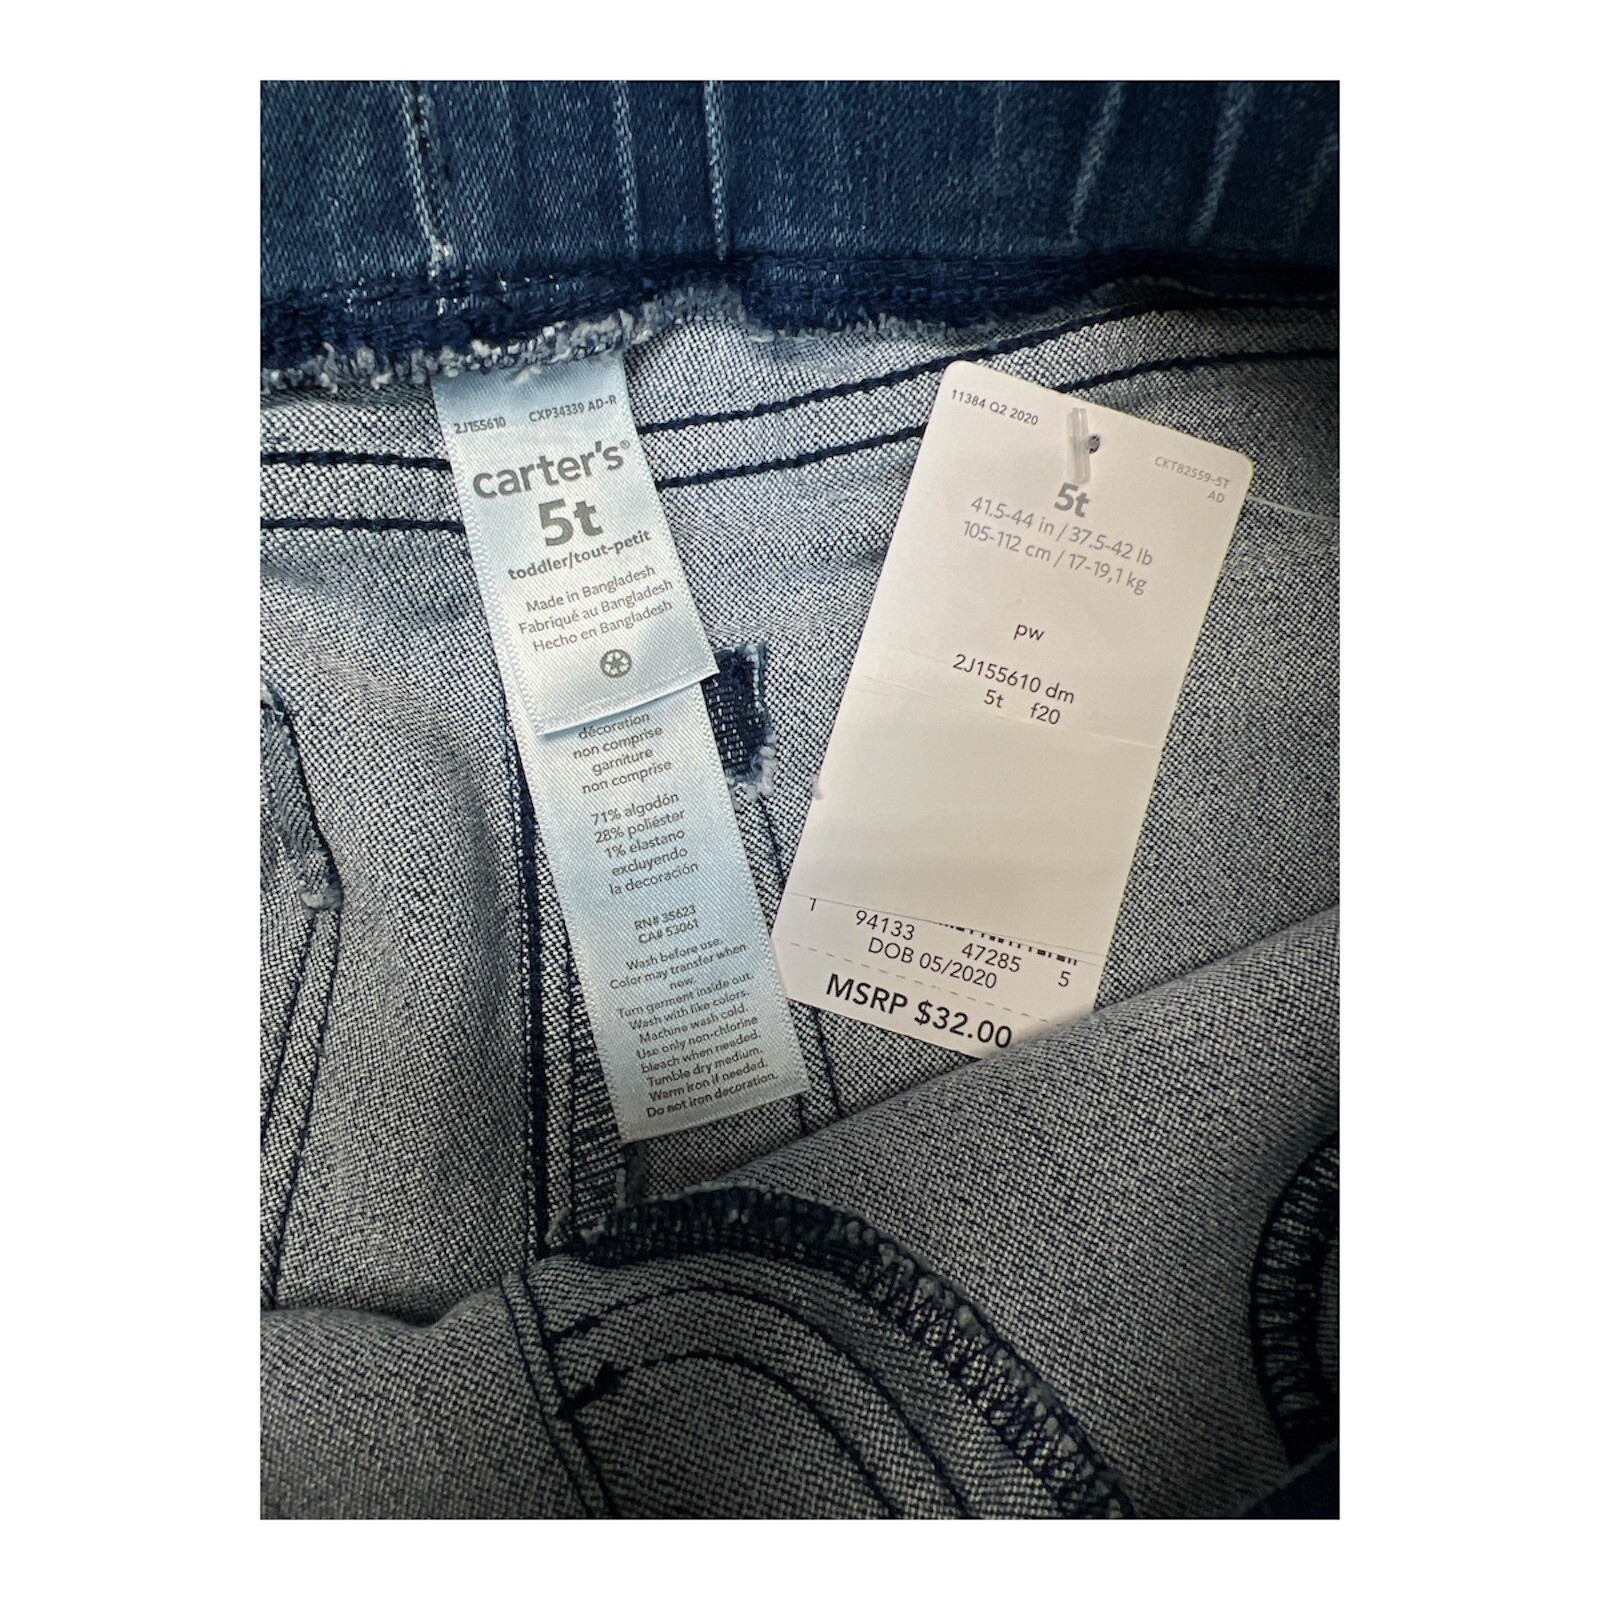 2J155610 CXP34339 AD-R
carter's®
5t
toddler/tout-petit
Made in Bangladesh
Fabriqué au Bangladesh
Hecho en Bangladesh
décoration
non comprise
garniture
non comprise
71% algodón
28% poliéster
1% elastano
excluyendo
la decoración
RN# 35623
CA# 53061
Wash before use.
Color may transfer when
new.
Turn garment inside out.
Wash with like colors.
Machine wash cold.
Use only non-chlorine
bleach when needed.
Tumble dry medium.
Warm iron if needed.
Do not iron decoration.
11384 Q2 2020
CKT82559-5T
AD
5t
41.5-44 in / 37.5-42 lb
105-112 cm / 17-19,1 kg
pw
2J155610 dm
5t f20
1 94133 47285 5
DOB 05/2020
MSRP $32.00